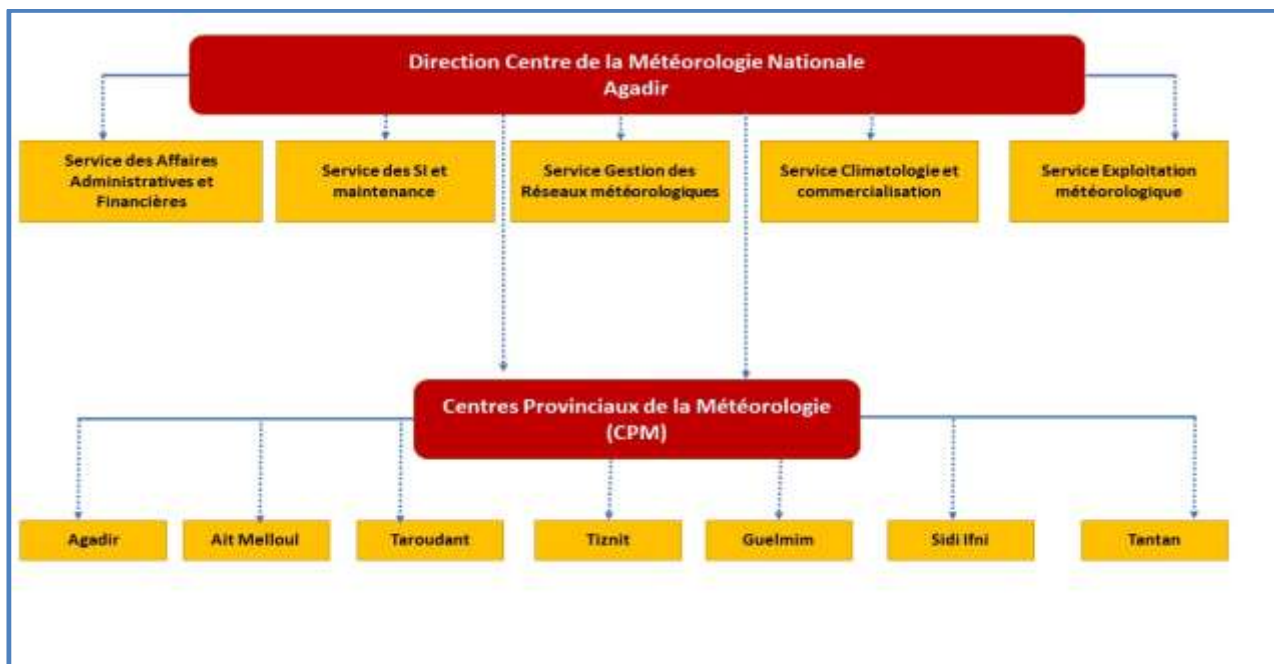 Direction Centre de la Météorologie Nationale
Agadir
Service des Affaires
Administratives et
Financières
Service des SI et
maintenance
Service Gestion des
Réseaux météorologiques
Service Climatologie et
commercialisation
Service Exploitation
météorologique
Centres Provinciaux de la Météorologie
(CPM)
Agadir
Ait Melloul
Taroudant
Tiznit
Guelmim
Sidi Ifni
Tantan